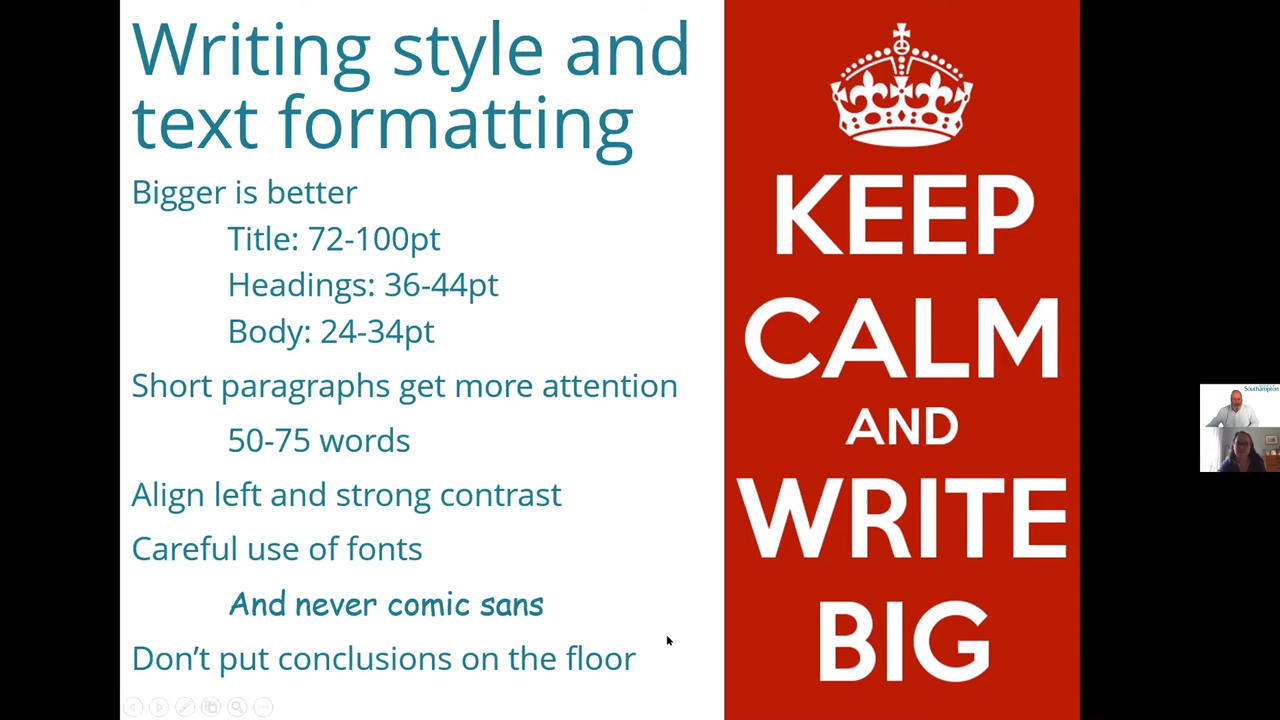 Writing style and
text formatting
Bigger is better
Title: 72-100pt
Headings: 36-44pt
Body: 24-34pt
Short paragraphs get more attention
50-75 words
Align left and strong contrast
Careful use of fonts
And never comic sans
Don’t put conclusions on the floor
KEEP
CALM
AND
WRITE
BIG
Southampton